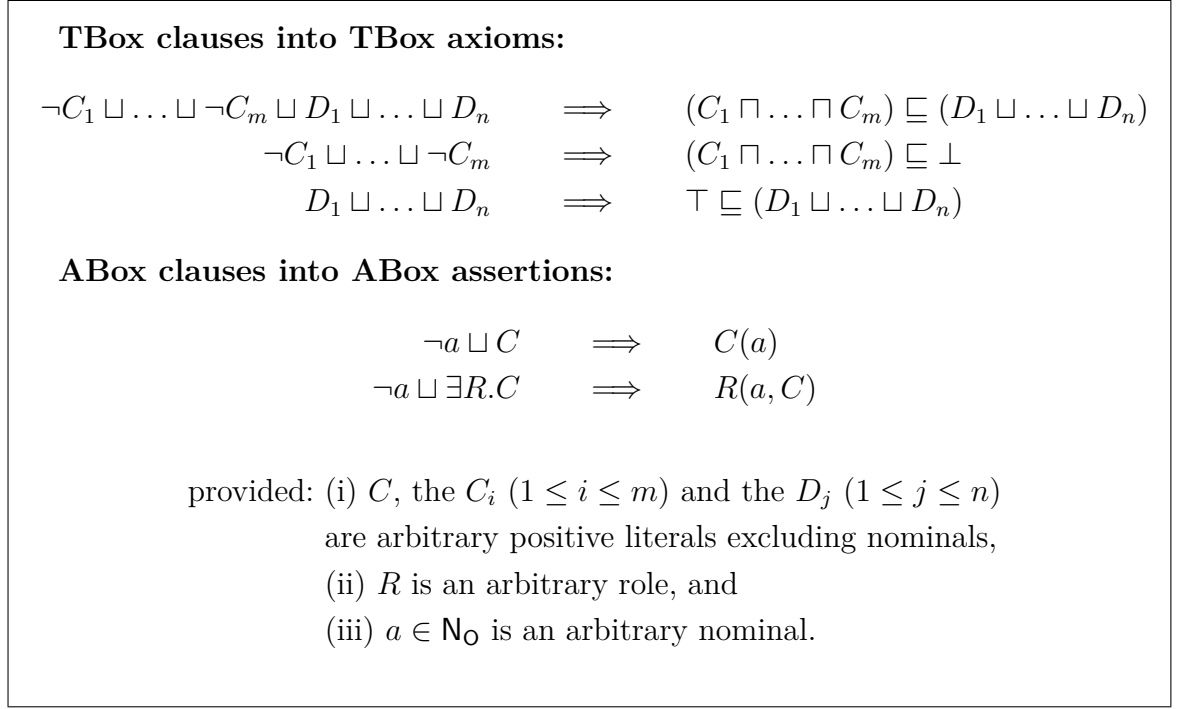 TBox clauses into TBox axioms:
¬C₁ ⊔ … ⊔ ¬Cₘ ⊔ D₁ ⊔ … ⊔ Dₙ ⟹ (C₁ ⊓ … ⊓ Cₘ) ⊑ (D₁ ⊔ … ⊔ Dₙ)
¬C₁ ⊔ … ⊔ ¬Cₘ ⟹ (C₁ ⊓ … ⊓ Cₘ) ⊑ ⊥
D₁ ⊔ … ⊔ Dₙ ⟹ ⊤ ⊑ (D₁ ⊔ … ⊔ Dₙ)
ABox clauses into ABox assertions:
¬a ⊔ C ⟹ C(a)
¬a ⊔ ∃R.C ⟹ R(a, C)
provided: (i) C, the Cᵢ (1 ≤ i ≤ m) and the Dⱼ (1 ≤ j ≤ n)
are arbitrary positive literals excluding nominals,
(ii) R is an arbitrary role, and
(iii) a ∈ N_O is an arbitrary nominal.